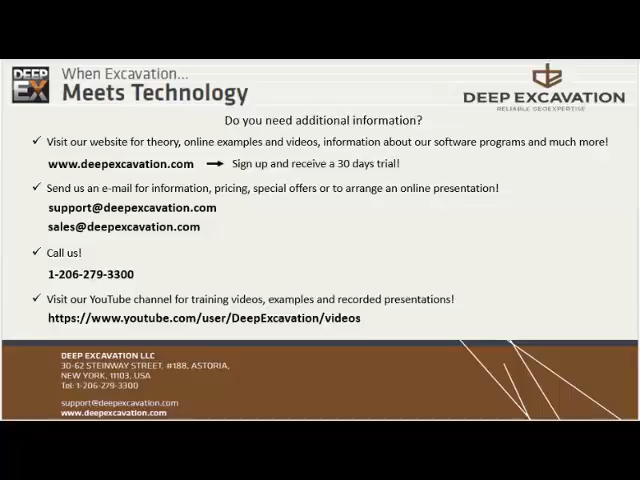 DEEP
EX
When Excavation...
Meets Technology
DEEP EXCAVATION
RELIABLE GEOEXPERTISE
Do you need additional information?
✓ Visit our website for theory, online examples and videos, information about our software programs and much more!
www.deepexcavation.com → Sign up and receive a 30 days trial!
✓ Send us an e-mail for information, pricing, special offers or to arrange an online presentation!
support@deepexcavation.com
sales@deepexcavation.com
✓ Call us!
1-206-279-3300
✓ Visit our YouTube channel for training videos, examples and recorded presentations!
https://www.youtube.com/user/DeepExcavation/videos
DEEP EXCAVATION LLC
30-62 STEINWAY STREET, #188, ASTORIA,
NEW YORK, 11103, USA
Tel: 1-206-279-3300
support@deepexcavation.com
www.deepexcavation.com